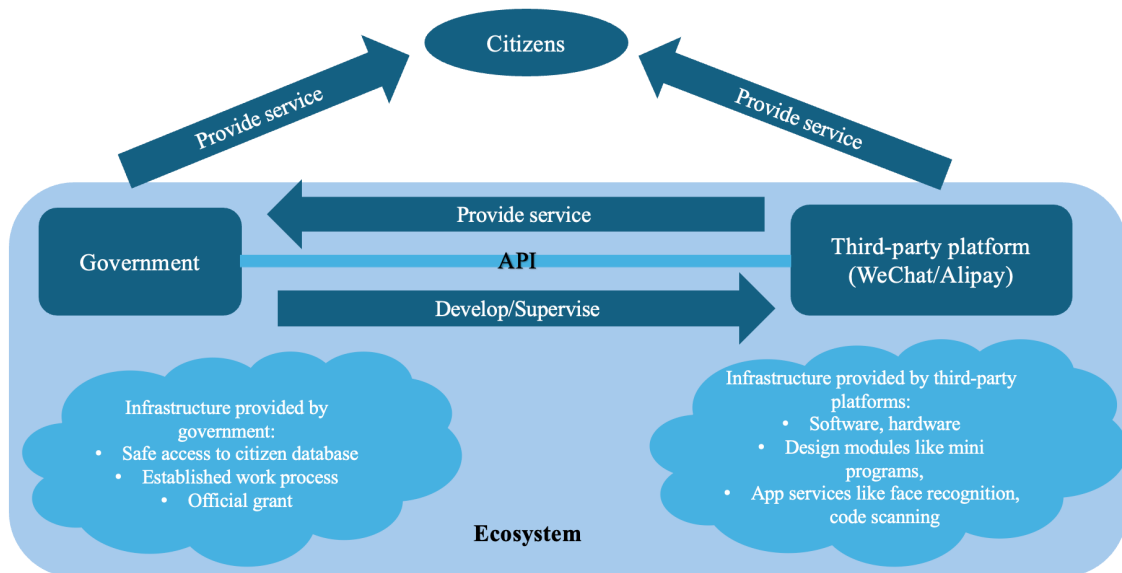 Citizens
Provide service
Provide service
Provide service
Government
API
Third-party platform
(WeChat/Alipay)
Develop/Supervise
Infrastructure provided by
government:
• Safe access to citizen database
• Established work process
• Official grant
Infrastructure provided by third-party
platforms:
• Software, hardware
• Design modules like mini
programs,
• App services like face recognition,
code scanning
Ecosystem